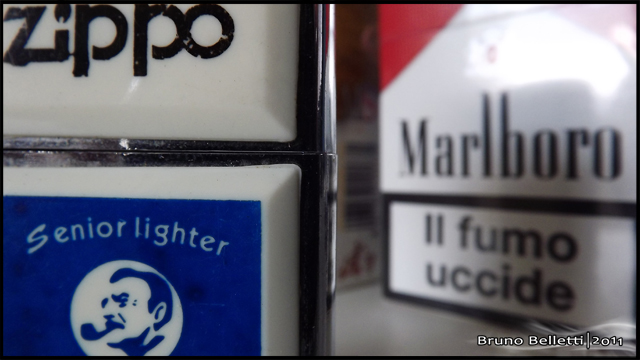 zippo
Senior lighter
Marlboro
Il fumo
uccide
Bruno Belletti|2011